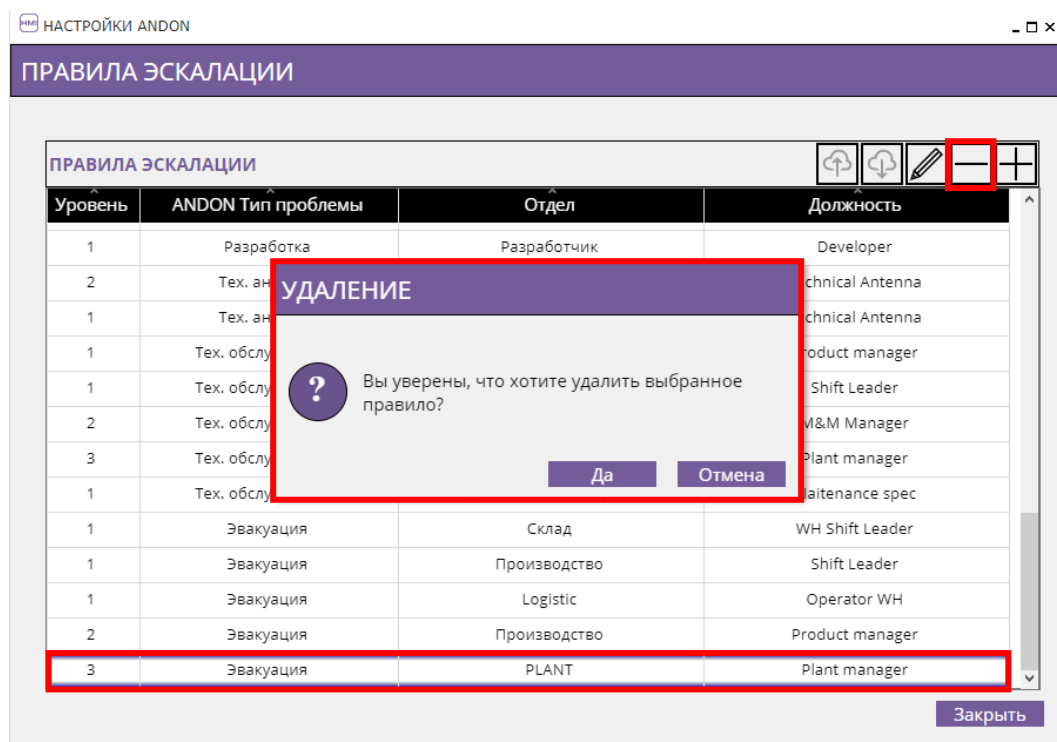 HMI НАСТРОЙКИ ANDON
ПРАВИЛА ЭСКАЛАЦИИ
ПРАВИЛА ЭСКАЛАЦИИ
Уровень ANDON Тип проблемы Отдел Должность
1 Разработка Разработчик Developer
2 Тех. ан chnical Antenna
1 Тех. ан chnical Antenna
1 Тех. обслу roduct manager
1 Тех. обслу Shift Leader
2 Тех. обслу M&M Manager
3 Тех. обслу Plant manager
1 Тех. обслу aitenance spec
УДАЛЕНИЕ
?
Вы уверены, что хотите удалить выбранное
правило?
Да Отмена
1 Эвакуация Склад WH Shift Leader
1 Эвакуация Производство Shift Leader
1 Эвакуация Logistic Operator WH
2 Эвакуация Производство Product manager
3 Эвакуация PLANT Plant manager
Закрыть